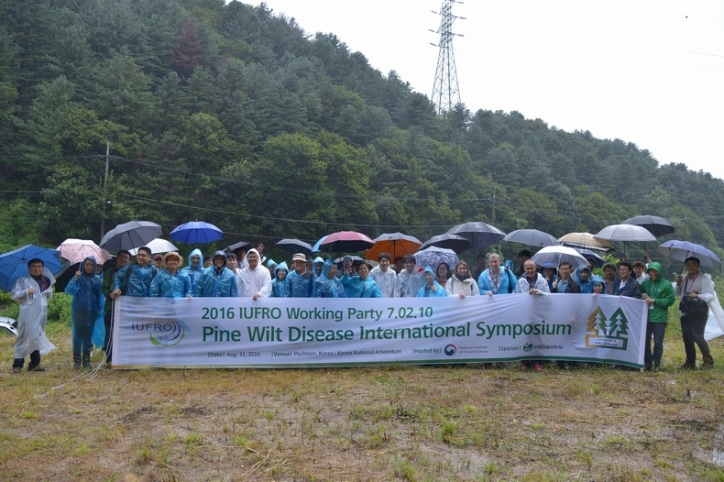 2016 IUFRO Working Party 7.02.10
IUFRO
Pine Wilt Disease International Symposium
|Date| Aug. 31, 2016 |Venue| Pocheon, Korea / Korea National Arboretum |Hosted by| |Sponsor|